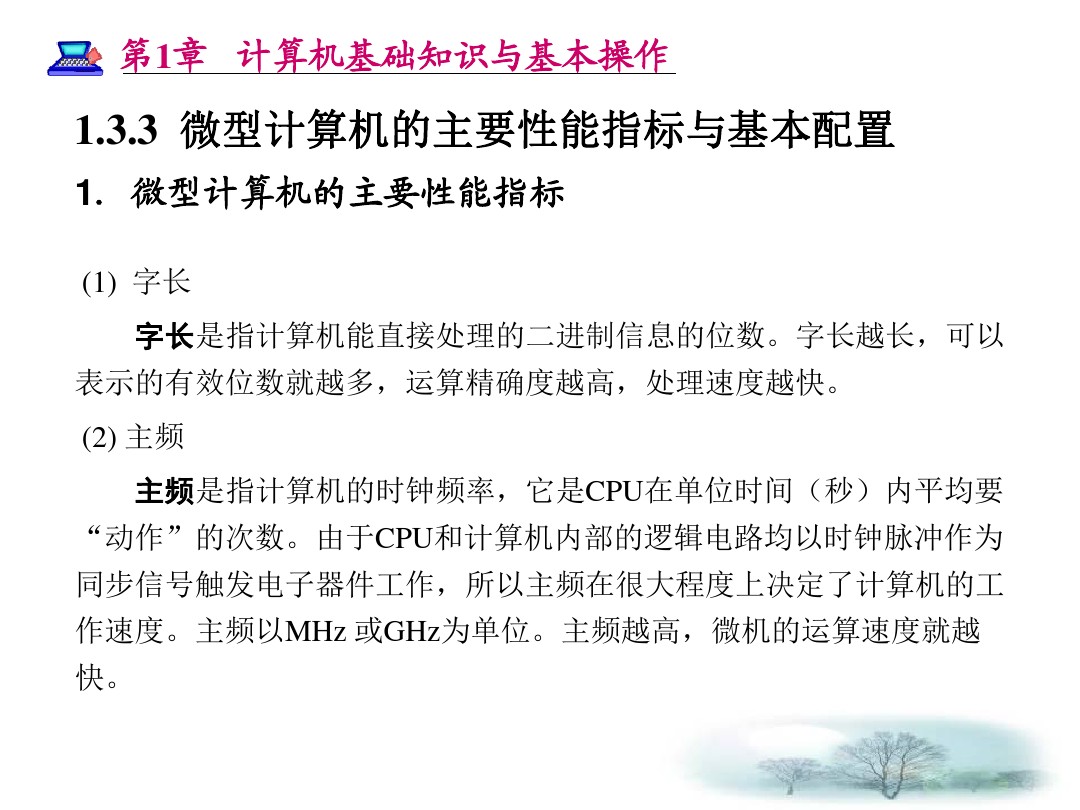 第1章 计算机基础知识与基本操作
1.3.3 微型计算机的主要性能指标与基本配置
1. 微型计算机的主要性能指标
(1) 字长
字长是指计算机能直接处理的二进制信息的位数。字长越长，可以
表示的有效位数就越多，运算精确度越高，处理速度越快。
(2) 主频
主频是指计算机的时钟频率，它是CPU在单位时间（秒）内平均要
“动作”的次数。由于CPU和计算机内部的逻辑电路均以时钟脉冲作为
同步信号触发电子器件工作，所以主频在很大程度上决定了计算机的工
作速度。主频以MHz 或GHz为单位。主频越高，微机的运算速度就越
快。